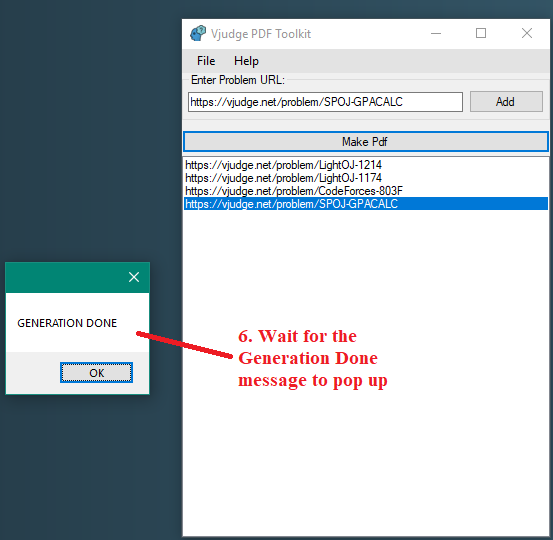 Vjudge PDF Toolkit
File Help
Enter Problem URL:
https://vjudge.net/problem/SPOJ-GPACALC Add
Make Pdf
https://vjudge.net/problem/LightOJ-1214
https://vjudge.net/problem/LightOJ-1174
https://vjudge.net/problem/CodeForces-803F
https://vjudge.net/problem/SPOJ-GPACALC
GENERATION DONE
OK
6. Wait for the
Generation Done
message to pop up